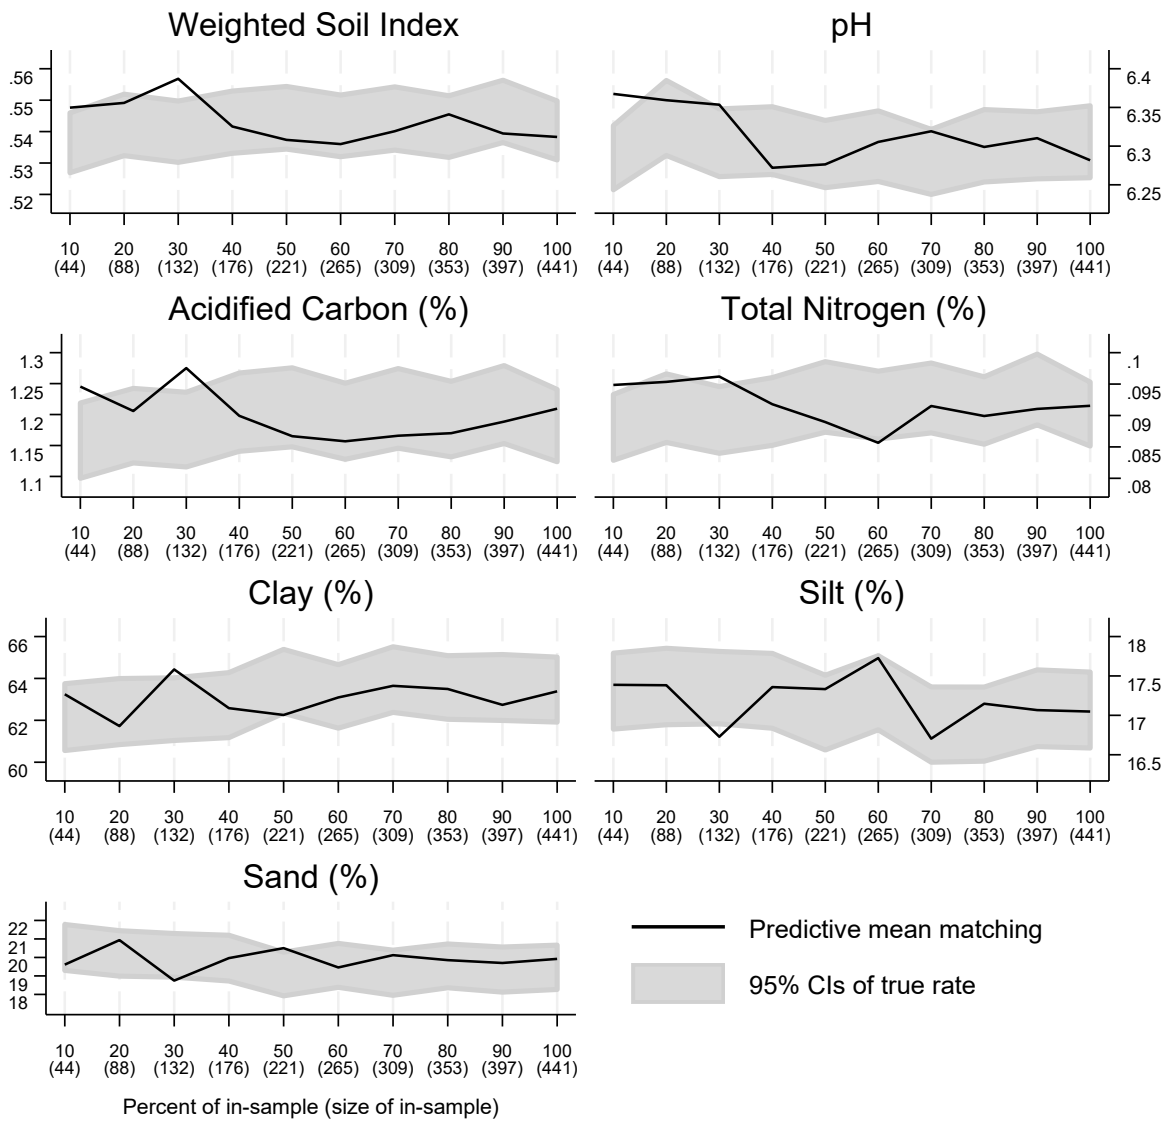 Weighted Soil Index
.56
.55
.54
.53
.52
10 20 30 40 50 60 70 80 90 100
(44) (88) (132) (176) (221) (265) (309) (353) (397) (441)
pH
6.4
6.35
6.3
6.25
10 20 30 40 50 60 70 80 90 100
(44) (88) (132) (176) (221) (265) (309) (353) (397) (441)
Acidified Carbon (%)
1.3
1.25
1.2
1.15
1.1
10 20 30 40 50 60 70 80 90 100
(44) (88) (132) (176) (221) (265) (309) (353) (397) (441)
Total Nitrogen (%)
.1
.095
.09
.085
.08
10 20 30 40 50 60 70 80 90 100
(44) (88) (132) (176) (221) (265) (309) (353) (397) (441)
Clay (%)
66
64
62
60
10 20 30 40 50 60 70 80 90 100
(44) (88) (132) (176) (221) (265) (309) (353) (397) (441)
Silt (%)
18
17.5
17
16.5
10 20 30 40 50 60 70 80 90 100
(44) (88) (132) (176) (221) (265) (309) (353) (397) (441)
Sand (%)
22
21
20
19
18
10 20 30 40 50 60 70 80 90 100
(44) (88) (132) (176) (221) (265) (309) (353) (397) (441)
Percent of in-sample (size of in-sample)
Predictive mean matching
95% CIs of true rate